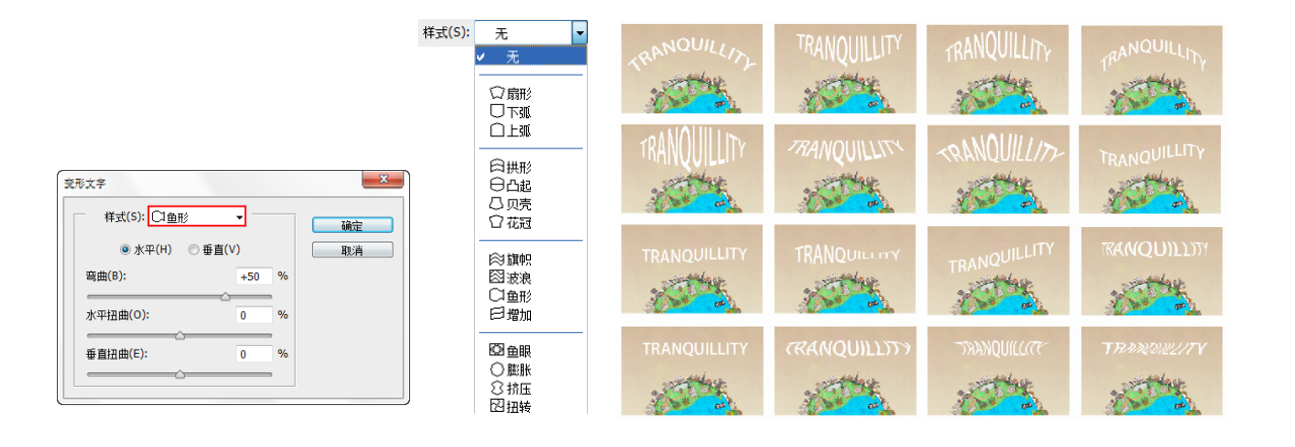 变形文字
样式(S): 鱼形
水平(H) 垂直(V)
弯曲(B): +50 %
水平扭曲(O): 0 %
垂直扭曲(E): 0 %
确定
取消
样式(S): 无
无
扇形
下弧
上弧
拱形
凸起
贝壳
花冠
旗帜
波浪
鱼形
增加
鱼眼
膨胀
挤压
扭转
TRANQUILLITY TRANQUILLITY TRANQUILLITY TRANQUILLITY
TRANQUILLITY TRANQUILLITY TRANQUILLITY TRANQUILLITY
TRANQUILLITY TRANQUILLITY TRANQUILLITY TRANQUILLITY
TRANQUILLITY TRANQUILLITY TRANQUILLITY TRANQUILLITY